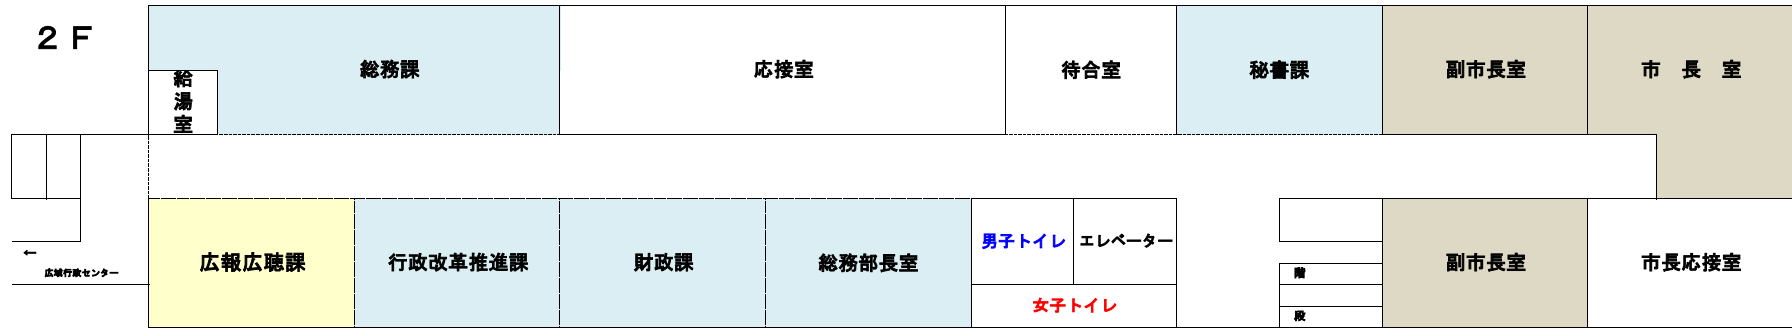 ２Ｆ
総務課
応接室
待合室
秘書課
副市長室
市　長　室
給湯室
←
広域行政センター
広報広聴課
行政改革推進課
財政課
総務部長室
男子トイレ
エレベーター
女子トイレ
階
段
副市長室
市長応接室